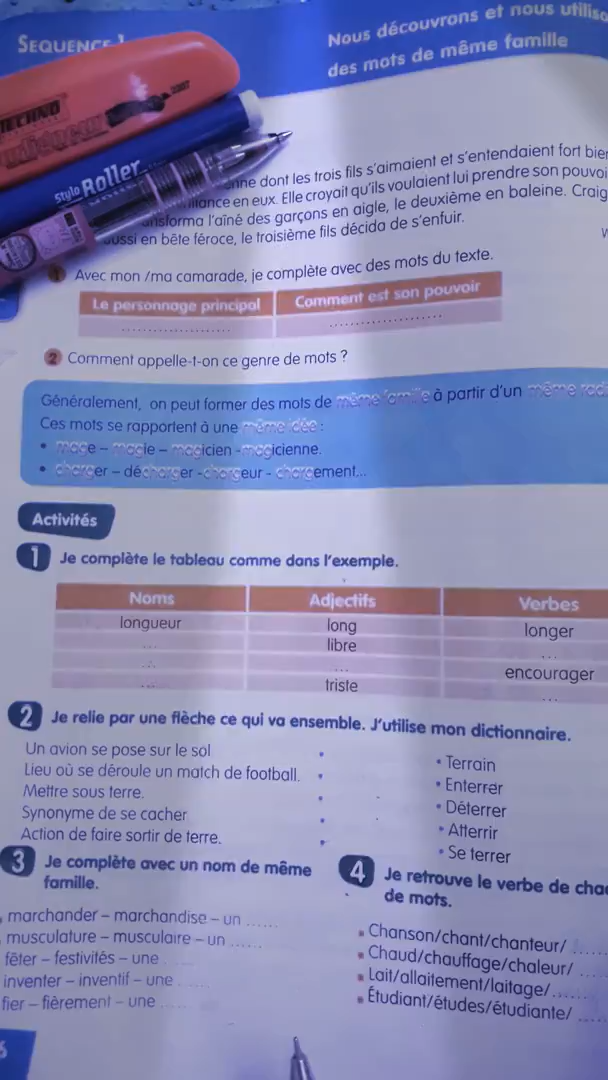 SEQUENCE 1
Nous découvrons et nous utiliso
des mots de même famille
TECHNO
2007
Stylo Roller
enne dont les trois fils s'aimaient et s'entendaient fort bien
nfiance en eux. Elle croyait qu'ils voulaient lui prendre son pouvoi
ansforma l'aîné des garçons en aigle, le deuxième en baleine. Craig
aussi en bête féroce, le troisième fils décida de s'enfuir.
1 Avec mon /ma camarade, je complète avec des mots du texte.
Le personnage principal Comment est son pouvoir
..................... .....................
2 Comment appelle-t-on ce genre de mots ?
Généralement, on peut former des mots de même famille à partir d'un même radi
Ces mots se rapportent à une même idée :
• mage – magie – magicien -magicienne.
• charger – décharger -chargeur - chargement...
Activités
1 Je complète le tableau comme dans l'exemple.
Noms Adjectifs Verbes
longueur long longer
... libre ...
... ... encourager
... triste ...
2 Je relie par une flèche ce qui va ensemble. J'utilise mon dictionnaire.
Un avion se pose sur le sol • • Terrain
Lieu où se déroule un match de football. • • Enterrer
Mettre sous terre. • • Déterrer
Synonyme de se cacher • • Atterrir
Action de faire sortir de terre. • • Se terrer
3 Je complète avec un nom de même
famille.
marchander – marchandise – un ......
musculature – musculaire – un ......
fêter – festivités – une ......
inventer – inventif – une ......
fier – fièrement – une ......
4 Je retrouve le verbe de cha
de mots.
Chanson/chant/chanteur/ ......
Chaud/chauffage/chaleur/ ......
Lait/allaitement/laitage/ ......
Étudiant/études/étudiante/ ......
6